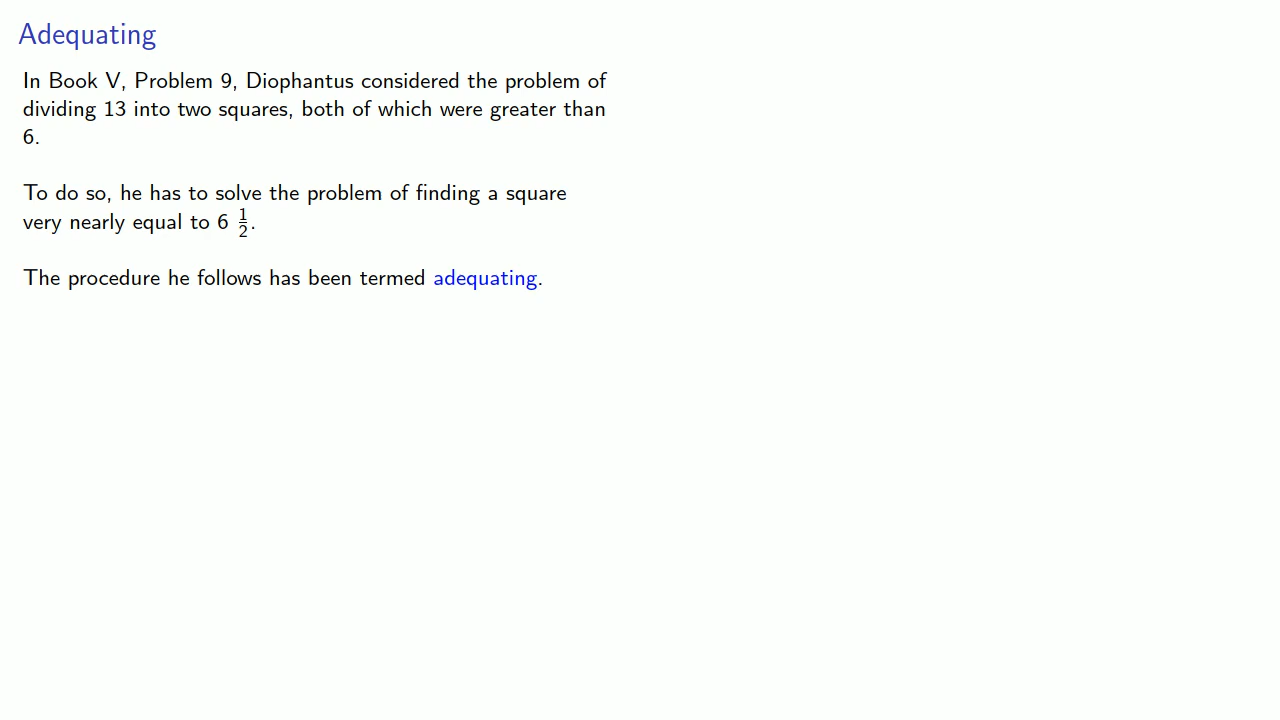 Adequating
In Book V, Problem 9, Diophantus considered the problem of
dividing 13 into two squares, both of which were greater than
6.
To do so, he has to solve the problem of finding a square
very nearly equal to 6 1/2.
The procedure he follows has been termed adequating.